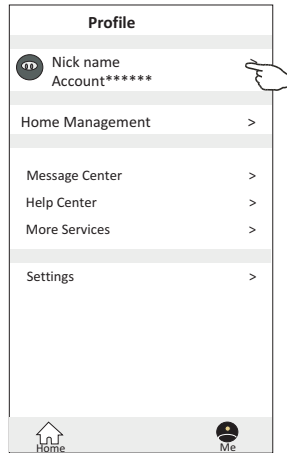 Profile
Nick name
Account******
Home Management >
Message Center >
Help Center >
More Services >
Settings >
Home Me